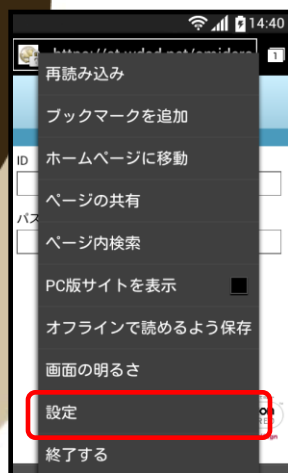 14:40
1
再読み込み
ブックマークを追加
ホームページに移動
ID
ページの共有
パス
ページ内検索
PC版サイトを表示
オフラインで読めるよう保存
画面の明るさ
設定
終了する